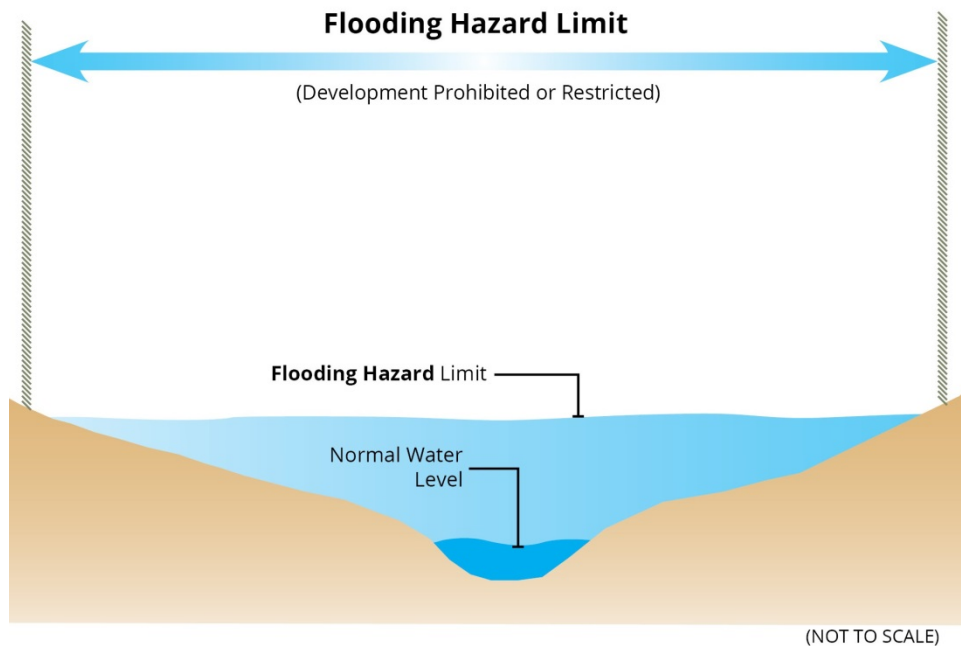 Flooding Hazard Limit
(Development Prohibited or Restricted)
Flooding Hazard Limit
Normal Water
Level
(NOT TO SCALE)